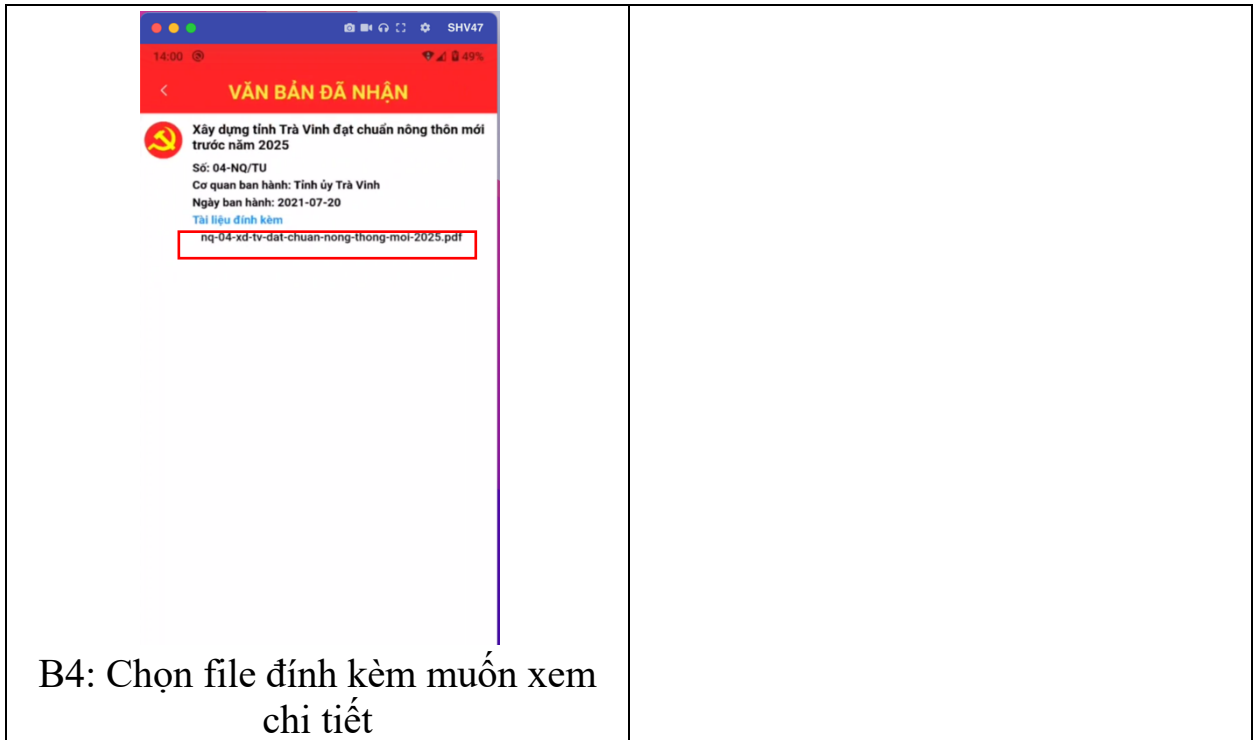 SHV47
14:00 49%
VĂN BẢN ĐÃ NHẬN
Xây dựng tỉnh Trà Vinh đạt chuẩn nông thôn mới
trước năm 2025
Số: 04-NQ/TU
Cơ quan ban hành: Tỉnh ủy Trà Vinh
Ngày ban hành: 2021-07-20
Tài liệu đính kèm
nq-04-xd-tv-dat-chuan-nong-thong-moi-2025.pdf
B4: Chọn file đính kèm muốn xem
chi tiết